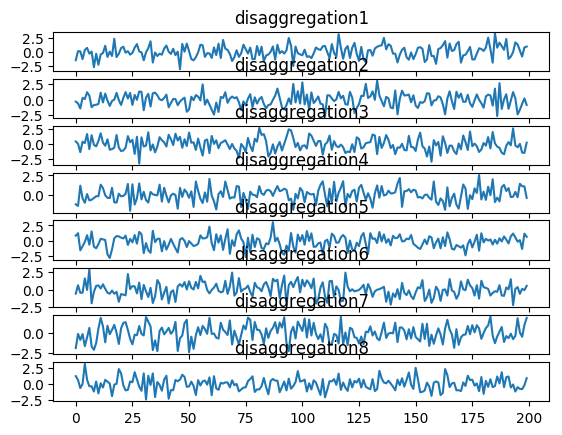 disaggregation1
2.5
0.0
−2.5
disaggregation2
2.5
0.0
−2.5
disaggregation3
2.5
0.0
−2.5
disaggregation4
2.5
0.0
disaggregation5
2.5
0.0
−2.5
disaggregation6
2.5
0.0
−2.5
disaggregation7
0.0
−2.5
disaggregation8
2.5
0.0
−2.5
0 25 50 75 100 125 150 175 200